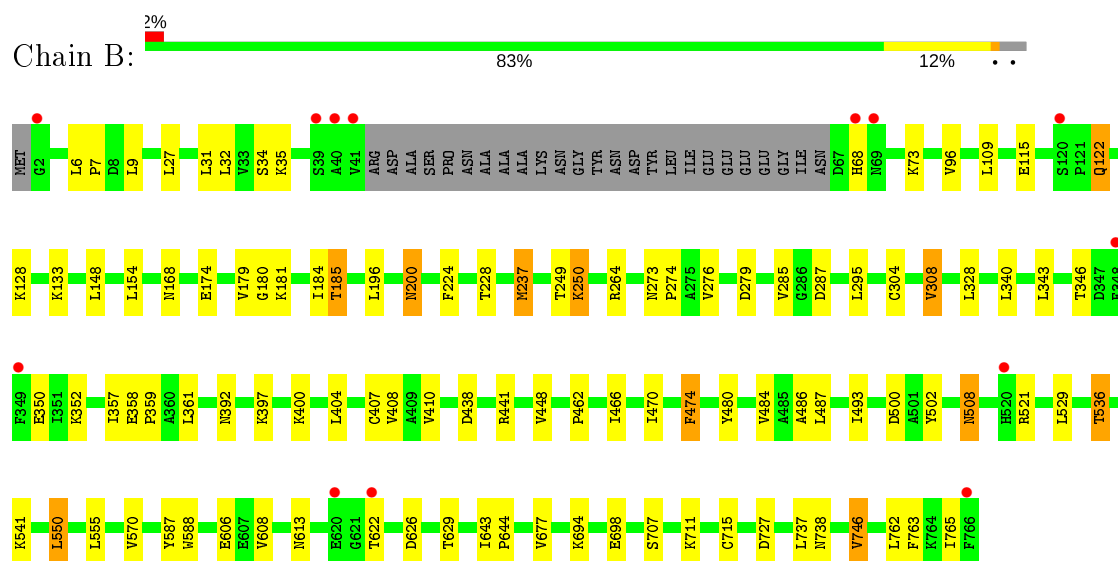 2%
Chain B:
83% 12% • •
MET G2 L6 P7 D8 L9 L27 L31 L32 V33 S34 K35 S39 A40 V41 ARG ASP ALA SER PRO ASN ALA ALA ALA ALA LYS ASN GLY TYR ASN ASP TYR LEU ILE GLU GLU GLU GLU GLY ILE ASN D67 H68 N69 K73 V96 L109 E115 S120 P121 Q122
K128 K133 L148 L154 N168 E174 V179 G180 K181 I184 T185 L196 N200 F224 T228 M237 T249 K250 R264 N273 P274 A275 V276 D279 V285 G286 D287 L295 C304 V308 L328 L340 L343 T346 D347 E348
F349 E350 I351 K352 I357 E358 P359 A360 L361 N392 K397 K400 L404 C407 V408 A409 V410 D438 R441 V448 P462 I466 I470 F474 Y480 V484 A485 A486 L487 I493 D500 A501 Y502 N508 H520 R521 L529 T536
K541 L550 L555 V570 Y587 W588 E606 E607 V608 N613 E620 G621 T622 D626 T629 I643 P644 V677 K694 E698 S707 K711 C715 D727 L737 N738 V746 L762 F763 K764 I765 F766